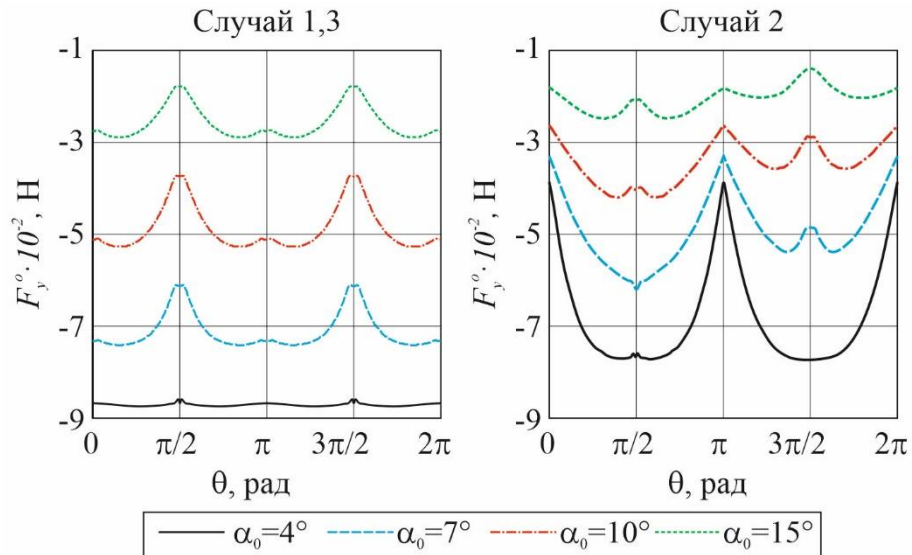 Случай 1,3
Случай 2
-1
-3
-5
-7
-9
F_y^o · 10^-2, Н
0 π/2 π 3π/2 2π
θ, рад
-1
-3
-5
-7
-9
F_y^o · 10^-2, Н
0 π/2 π 3π/2 2π
θ, рад
α₀=4° α₀=7° α₀=10° α₀=15°